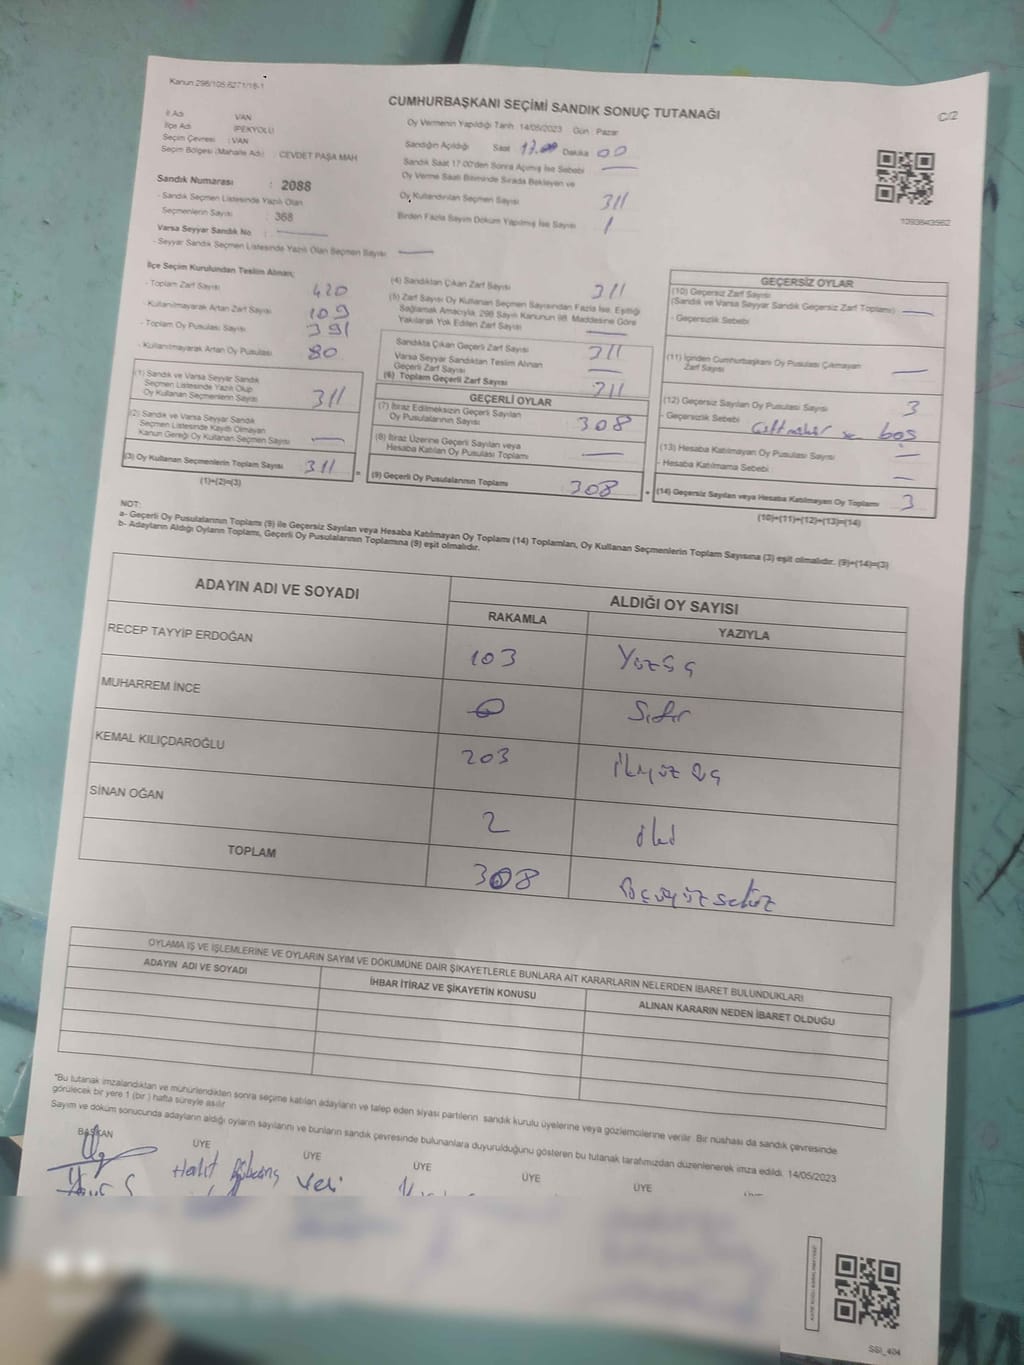 Kanun 298/105;6271/18-1
CUMHURBAŞKANI SEÇİMİ SANDIK SONUÇ TUTANAĞI
C/2
İl Adı : VAN
İlçe Adı : İPEKYOLU
Seçim Çevresi : VAN
Seçim Bölgesi (Mahalle Adı) : CEVDET PAŞA MAH
Sandık Numarası : 2088
- Sandık Seçmen Listesinde Yazılı Olan
Seçmenlerin Sayısı : 368
Varsa Seyyar Sandık No :
- Seyyar Sandık Seçmen Listesinde Yazılı Olan Seçmen Sayısı :
Oy Vermenin Yapıldığı Tarih : 14/05/2023 Gün : Pazar
Sandığın Açıldığı Saat 17.00 Dakika 00
Sandık Saat 17:00'den Sonra Açılmış İse Sebebi :
Oy Verme Saati Bitiminde Sırada Bekleyen ve
Oy Kullandırılan Seçmen Sayısı 311
Birden Fazla Sayım Döküm Yapılmış İse Sayısı 1
1093643562
İlçe Seçim Kurulundan Teslim Alınan;
- Toplam Zarf Sayısı 420
- Kullanılmayarak Artan Zarf Sayısı 109
- Toplam Oy Pusulası Sayısı 391
- Kullanılmayarak Artan Oy Pusulası 80
(1) Sandık ve Varsa Seyyar Sandık
Seçmen Listesinde Yazılı Olup
Oy Kullanan Seçmenlerin Sayısı 311
(2) Sandık ve Varsa Seyyar Sandık
Seçmen Listesinde Kayıtlı Olmayan
Kanun Gereği Oy Kullanan Seçmen Sayısı
(3) Oy Kullanan Seçmenlerin Toplam Sayısı 311
(1)+(2)=(3)
(4) Sandıktan Çıkan Zarf Sayısı 311
(5) Zarf Sayısı Oy Kullanan Seçmen Sayısından Fazla İse, Eşitliği
Sağlamak Amacıyla, 298 Sayılı Kanunun 98. Maddesine Göre
Yakılarak Yok Edilen Zarf Sayısı
Sandıkta Çıkan Geçerli Zarf Sayısı 311
Varsa Seyyar Sandıktan Teslim Alınan
Geçerli Zarf Sayısı
(6) Toplam Geçerli Zarf Sayısı 311
GEÇERLİ OYLAR
(7) İtiraz Edilmeksizin Geçerli Sayılan
Oy Pusulalarının Sayısı 308
(8) İtiraz Üzerine Geçerli Sayılan veya
Hesaba Katılan Oy Pusulası Toplamı
(9) Geçerli Oy Pusulalarının Toplamı 308
GEÇERSİZ OYLAR
(10) Geçersiz Zarf Sayısı
(Sandık ve Varsa Seyyar Sandık Geçersiz Zarf Toplamı)
- Geçersizlik Sebebi :
(11) İçinden Cumhurbaşkanı Oy Pusulası Çıkmayan
Zarf Sayısı
(12) Geçersiz Sayılan Oy Pusulası Sayısı 3
- Geçersizlik Sebebi : boş
(13) Hesaba Katılmayan Oy Pusulası Sayısı
- Hesaba Katılmama Sebebi :
(14) Geçersiz Sayılan veya Hesaba Katılmayan Oy Toplamı 3
(10)+(11)+(12)+(13)=(14)
NOT:
a- Geçerli Oy Pusulalarının Toplamı (9) ile Geçersiz Sayılan veya Hesaba Katılmayan Oy Toplamı (14) Toplamları, Oy Kullanan Seçmenlerin Toplam Sayısına (3) eşit olmalıdır. (9)+(14)=(3)
b- Adayların Aldığı Oyların Toplamı, Geçerli Oy Pusulalarının Toplamına (9) eşit olmalıdır.
ADAYIN ADI VE SOYADI
ALDIĞI OY SAYISI
RAKAMLA YAZIYLA
RECEP TAYYİP ERDOĞAN 103 Yüz üç
MUHARREM İNCE 0 Sıfır
KEMAL KILIÇDAROĞLU 203 ikiyüz üç
SİNAN OĞAN 2 iki
TOPLAM 308 üçyüz sekiz
OYLAMA İŞ VE İŞLEMLERİNE VE OYLARIN SAYIM VE DÖKÜMÜNE DAİR ŞİKAYETLERLE BUNLARA AİT KARARLARIN NELERDEN İBARET BULUNDUKLARI
ADAYIN ADI VE SOYADI
İHBAR İTİRAZ VE ŞİKAYETİN KONUSU
ALINAN KARARIN NEDEN İBARET OLDUĞU
*Bu tutanak imzalandıktan ve mühürlendikten sonra seçime katılan adayların ve talep eden siyasi partilerin sandık kurulu üyelerine veya gözlemcilerine verilir. Bir nüshası da sandık çevresinde
görülecek bir yere 1 (bir ) hafta süreyle asılır.
Sayım ve döküm sonucunda adayların aldığı oyların sayılarını ve bunların sandık çevresinde bulunanlara duyurulduğunu gösteren bu tutanak tarafımızdan düzenlenerek imza edildi. 14/05/2023
BAŞKAN ÜYE ÜYE ÜYE ÜYE ÜYE
Halit
Veli
SSI_404